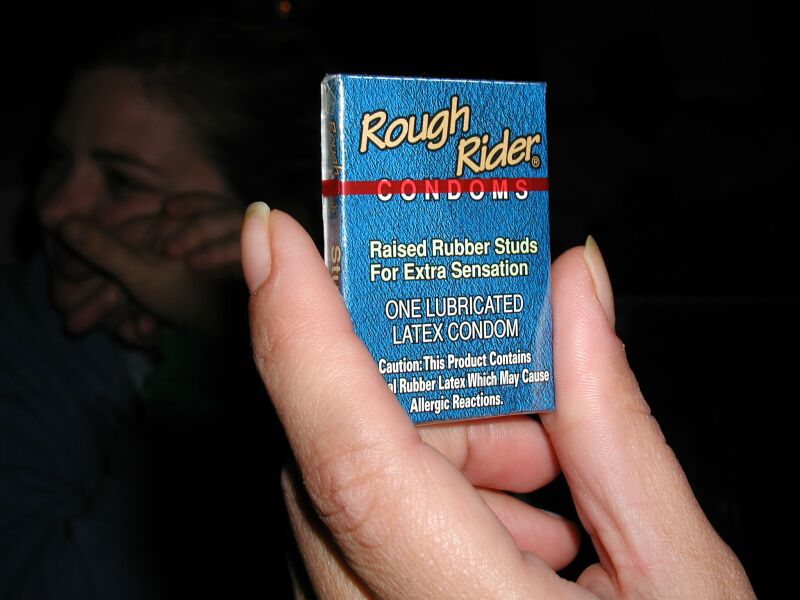 Rough
Rider®
CONDOMS
Raised Rubber Studs
For Extra Sensation
ONE LUBRICATED
LATEX CONDOM
Caution: This Product Contains
Rubber Latex Which May Cause
Allergic Reactions.